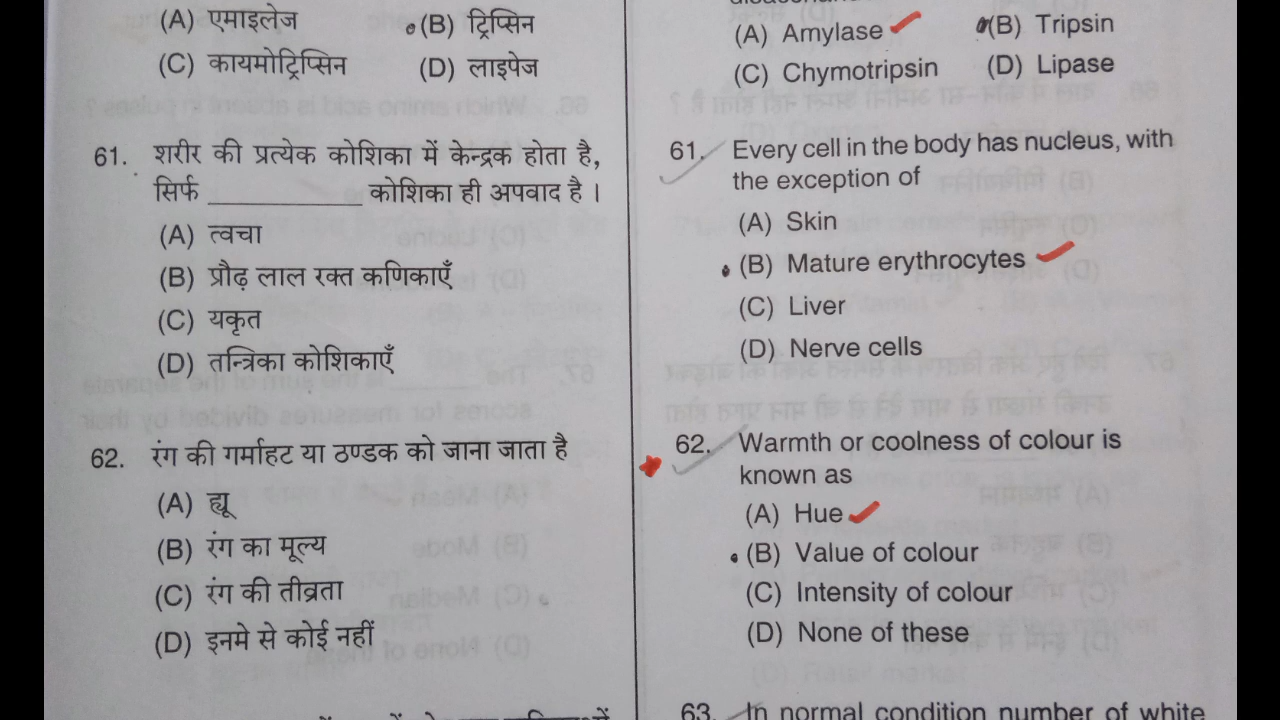 (A) एमाइलेज (B) ट्रिप्सिन
(C) कायमोट्रिप्सिन (D) लाइपेज
61. शरीर की प्रत्येक कोशिका में केन्द्रक होता है,
सिर्फ __________ कोशिका ही अपवाद है ।
(A) त्वचा
(B) प्रौढ़ लाल रक्त कणिकाएँ
(C) यकृत
(D) तन्त्रिका कोशिकाएँ
62. रंग की गर्माहट या ठण्डक को जाना जाता है
(A) ह्यू
(B) रंग का मूल्य
(C) रंग की तीव्रता
(D) इनमे से कोई नहीं
(A) Amylase (B) Tripsin
(C) Chymotripsin (D) Lipase
61. Every cell in the body has nucleus, with
the exception of
(A) Skin
(B) Mature erythrocytes
(C) Liver
(D) Nerve cells
62. Warmth or coolness of colour is
known as
(A) Hue
(B) Value of colour
(C) Intensity of colour
(D) None of these
63. In normal condition number of white